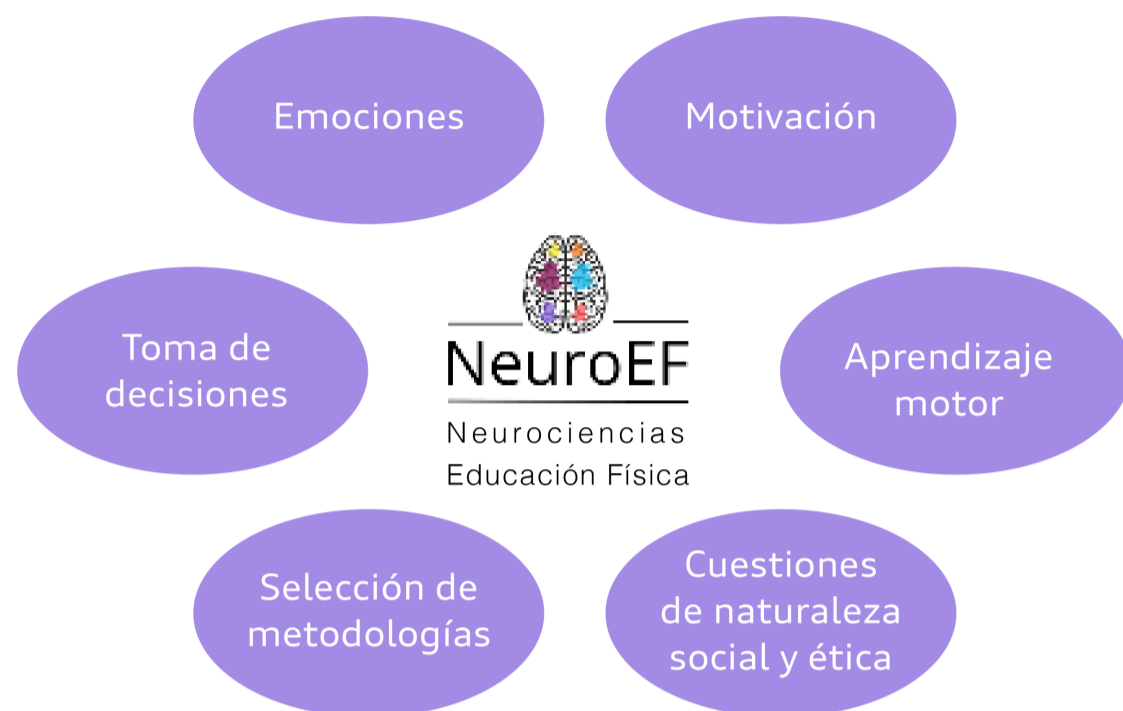 Emociones
Motivación
Toma de
decisiones
NeuroEF
Neurociencias
Educación Física
Aprendizaje
motor
Selección de
metodologías
Cuestiones
de naturaleza
social y ética